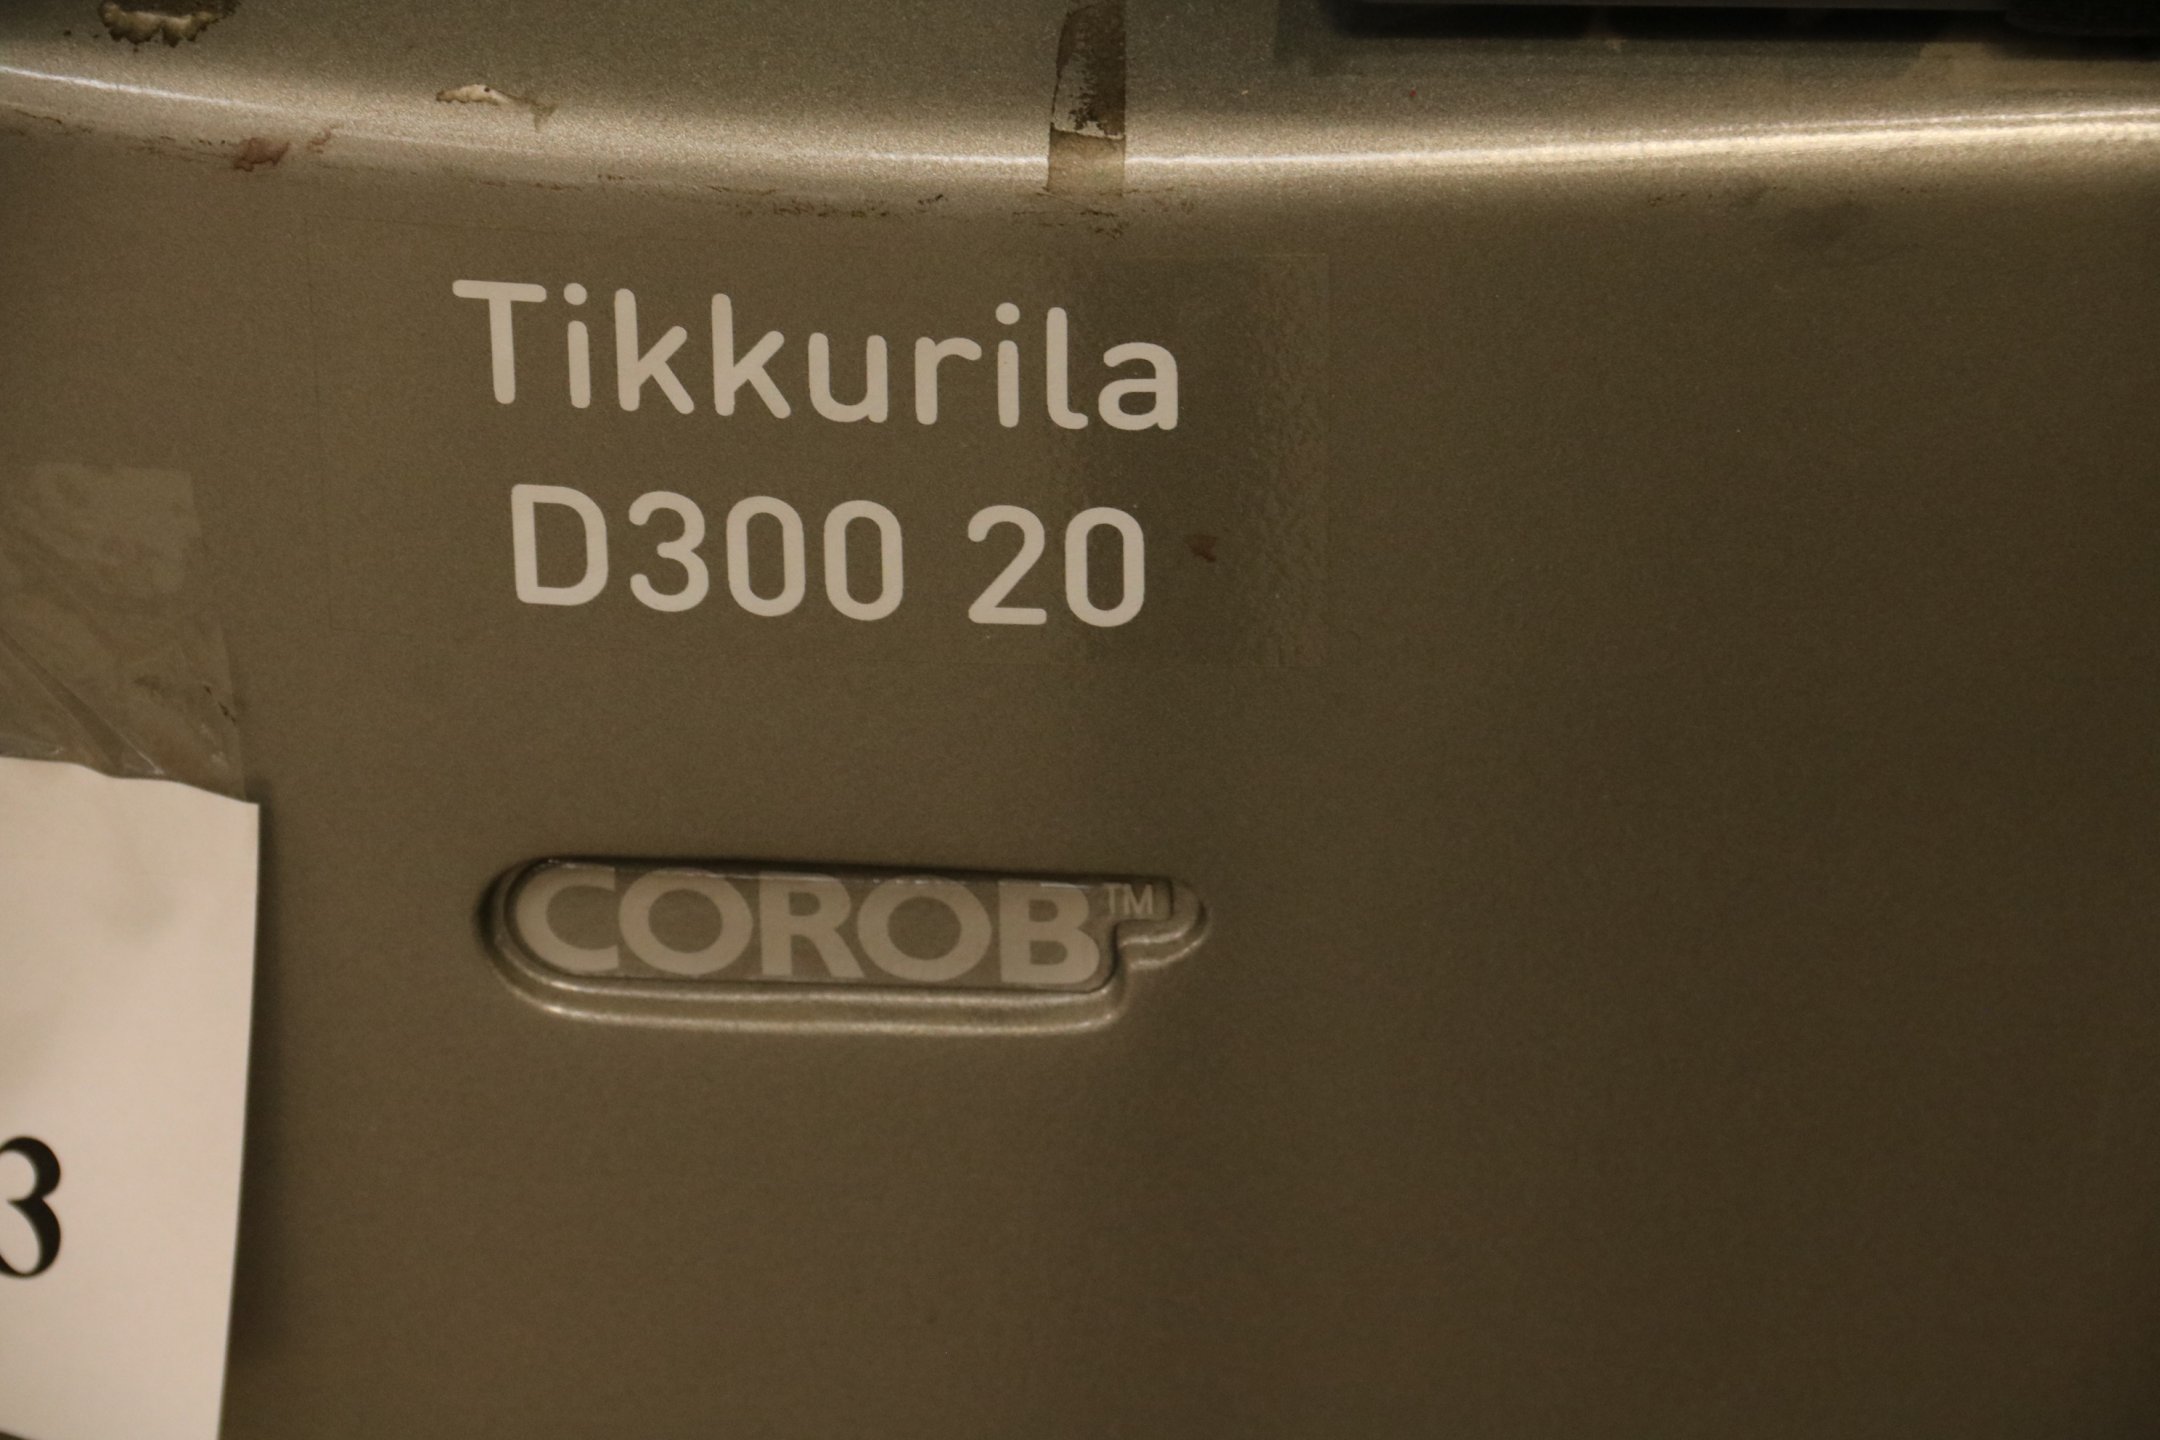 Tikkurila
D300 20
COROB™
3